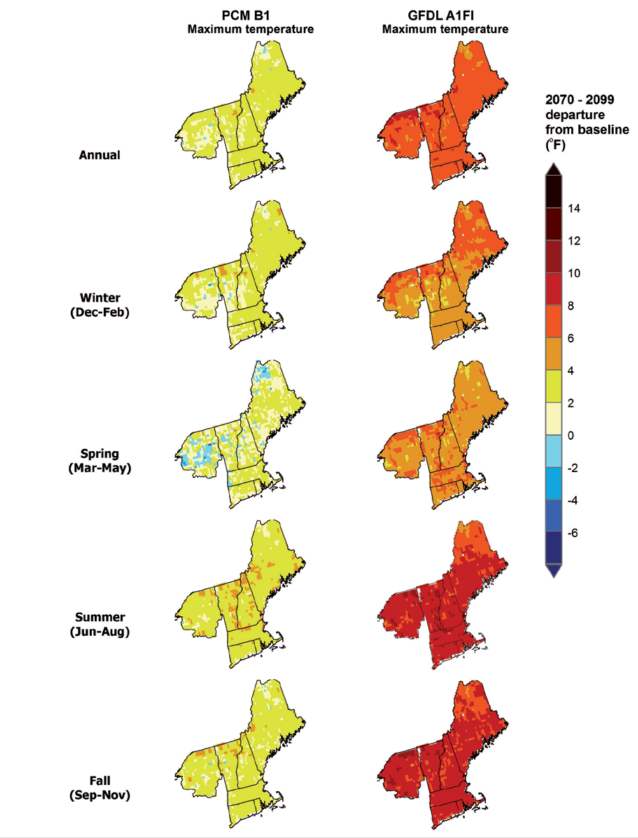 PCM B1
Maximum temperature
GFDL A1FI
Maximum temperature
2070 - 2099
departure
from baseline
(°F)
Annual
14
12
10
8
6
4
2
0
-2
-4
-6
Winter
(Dec-Feb)
Spring
(Mar-May)
Summer
(Jun-Aug)
Fall
(Sep-Nov)